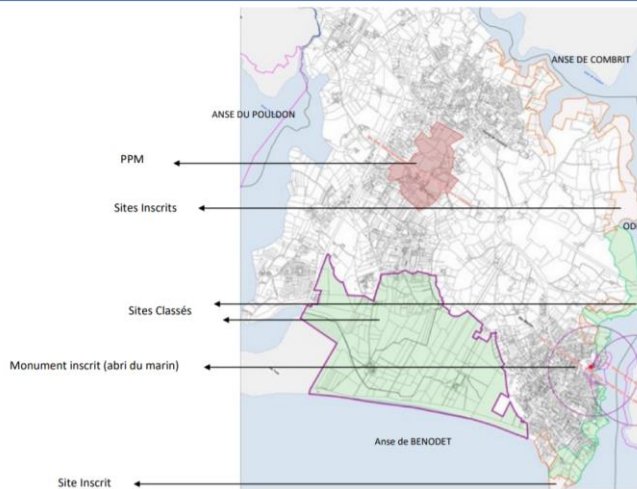 ANSE DE COMBRIT
ANSE DU POULDON
PPM
Sites Inscrits
OD
Sites Classés
Monument inscrit (abri du marin)
Anse de BENODET
Site Inscrit